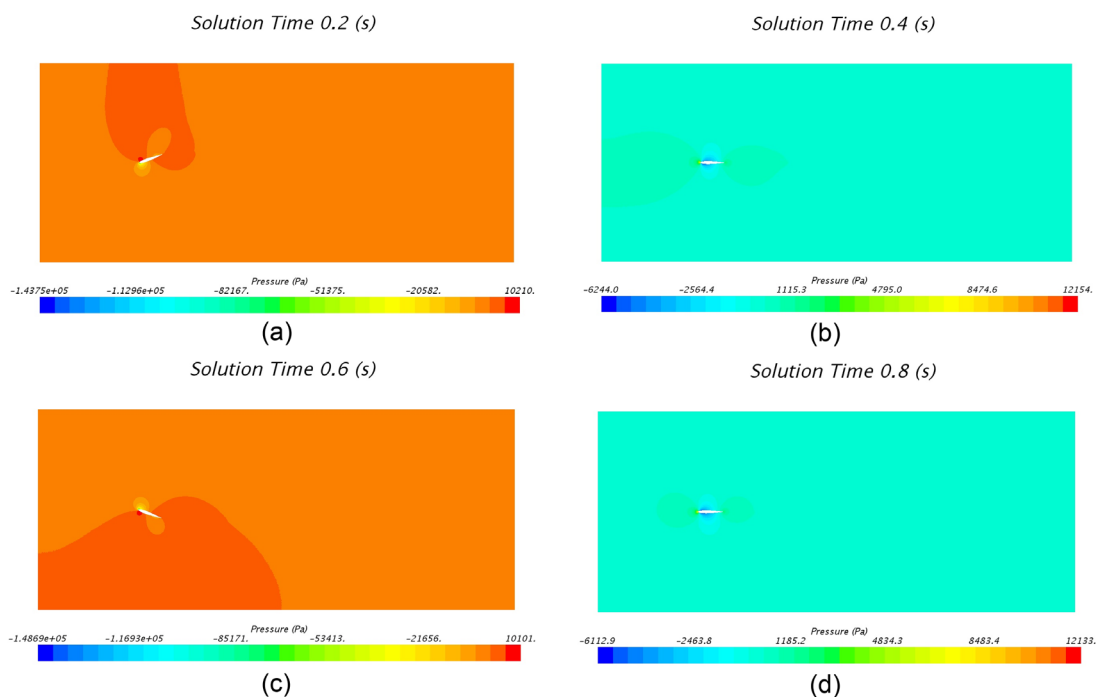 Solution Time 0.2 (s)
Solution Time 0.4 (s)
Pressure (Pa)
-1.4375e+05 -1.1296e+05 -82167. -51375. -20582. 10210.
(a)
Pressure (Pa)
-6244.0 -2564.4 1115.3 4795.0 8474.6 12154.
(b)
Solution Time 0.6 (s)
Solution Time 0.8 (s)
Pressure (Pa)
-1.4869e+05 -1.1693e+05 -85171. -53413. -21656. 10101.
(c)
Pressure (Pa)
-6112.9 -2463.8 1185.2 4834.3 8483.4 12133.
(d)